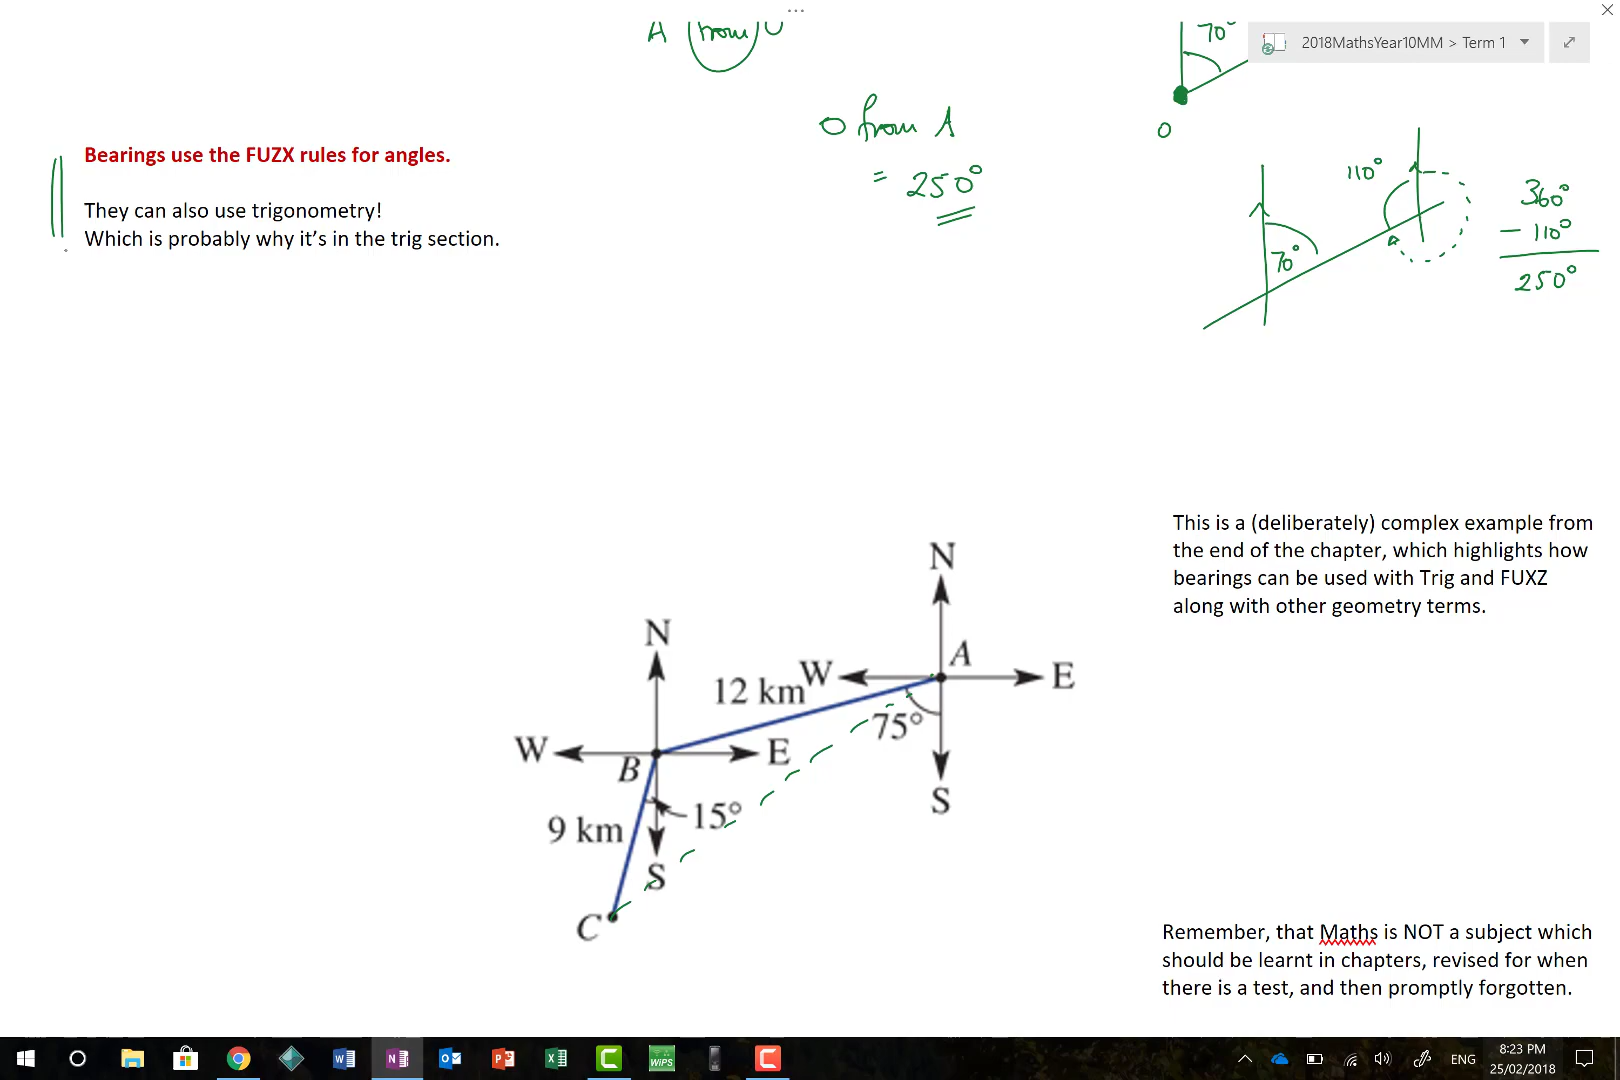 A from O
70°
2018MathsYear10MM > Term 1
O from A
= 250°
O
Bearings use the FUZX rules for angles.
They can also use trigonometry!
Which is probably why it's in the trig section.
110°
70°
360°
− 110°
250°
This is a (deliberately) complex example from
the end of the chapter, which highlights how
bearings can be used with Trig and FUXZ
along with other geometry terms.
N
N
A
W
E
12 km
75°
W
B
E
S
15°
9 km
S
C
Remember, that Maths is NOT a subject which
should be learnt in chapters, revised for when
there is a test, and then promptly forgotten.
WiPS
ENG
8:23 PM
25/02/2018